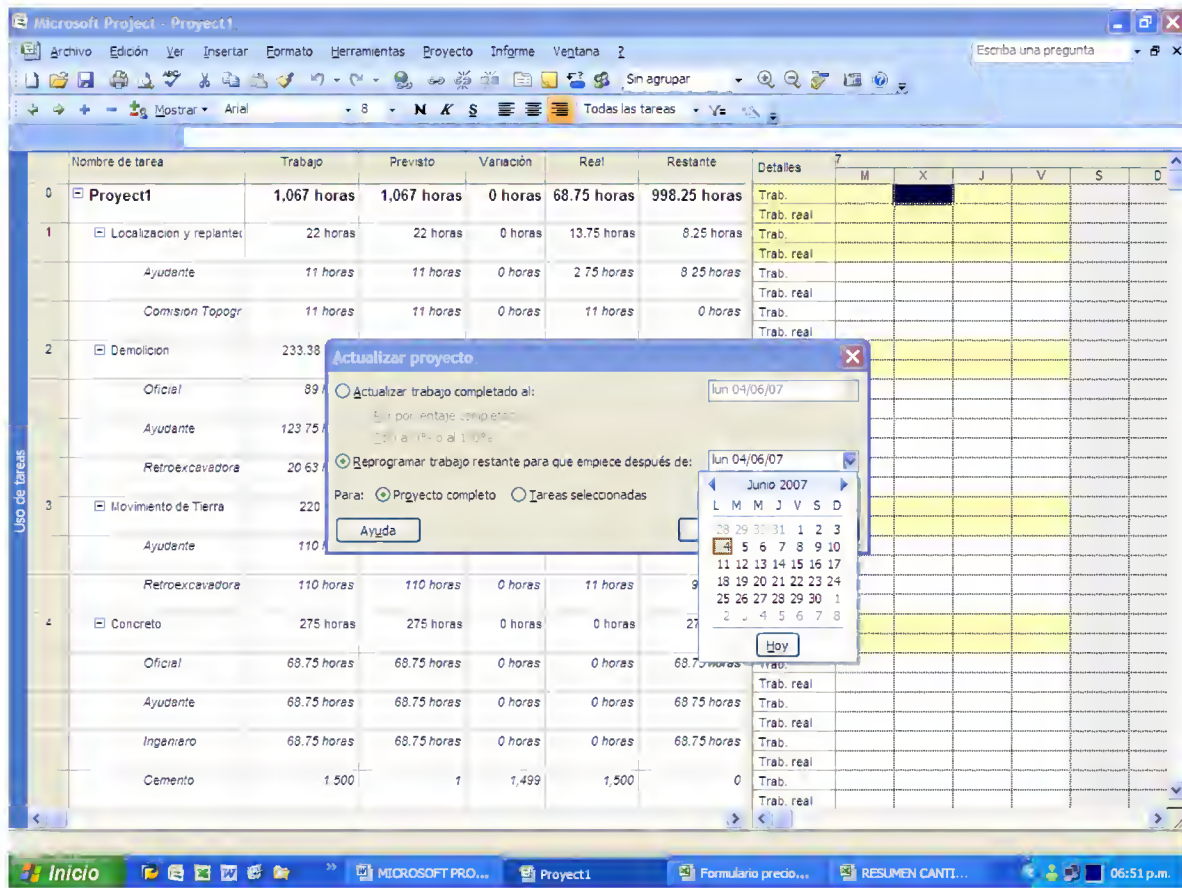 Microsoft Project - Proyect1
Archivo Edición Ver Insertar Formato Herramientas Proyecto Informe Ventana ?
Escriba una pregunta
Sin agrupar
Mostrar Arial 8 N K S Todas las tareas
Nombre de tarea Trabajo Previsto Variación Real Restante Detalles 7
M X J V S D
0 Proyect1 1,067 horas 1,067 horas 0 horas 68.75 horas 998.25 horas Trab.
Trab. real
1 Localizacion y replanteo 22 horas 22 horas 0 horas 13.75 horas 8.25 horas Trab.
Trab. real
Ayudante 11 horas 11 horas 0 horas 2.75 horas 8.25 horas Trab.
Trab. real
Comision Topogr 11 horas 11 horas 0 horas 11 horas 0 horas Trab.
Trab. real
2 Demolicion 233.38
Oficial 89
Ayudante 123.75
Retroexcavadora 20.63
3 Movimiento de Tierra 220
Ayudante 110
Retroexcavadora 110 horas 110 horas 0 horas 11 horas 9
4 Concreto 275 horas 275 horas 0 horas 0 horas 27
Oficial 68.75 horas 68.75 horas 0 horas 0 horas 68.75 horas Trab.
Trab. real
Ayudante 68.75 horas 68.75 horas 0 horas 0 horas 68.75 horas Trab.
Trab. real
Ingeniero 68.75 horas 68.75 horas 0 horas 0 horas 68.75 horas Trab.
Trab. real
Cemento 1.500 1 1,499 1,500 0 Trab.
Trab. real
Uso de tareas
Actualizar proyecto
Actualizar trabajo completado al: lun 04/06/07
Reprogramar trabajo restante para que empiece después de: lun 04/06/07
Para: Proyecto completo Tareas seleccionadas
Ayuda
Junio 2007
L M M J V S D
28 29 30 31 1 2 3
4 5 6 7 8 9 10
11 12 13 14 15 16 17
18 19 20 21 22 23 24
25 26 27 28 29 30 1
2 3 4 5 6 7 8
Hoy
Inicio » MICROSOFT PRO... Proyect1 Formulario precio... RESUMEN CANTI... 06:51 p.m.